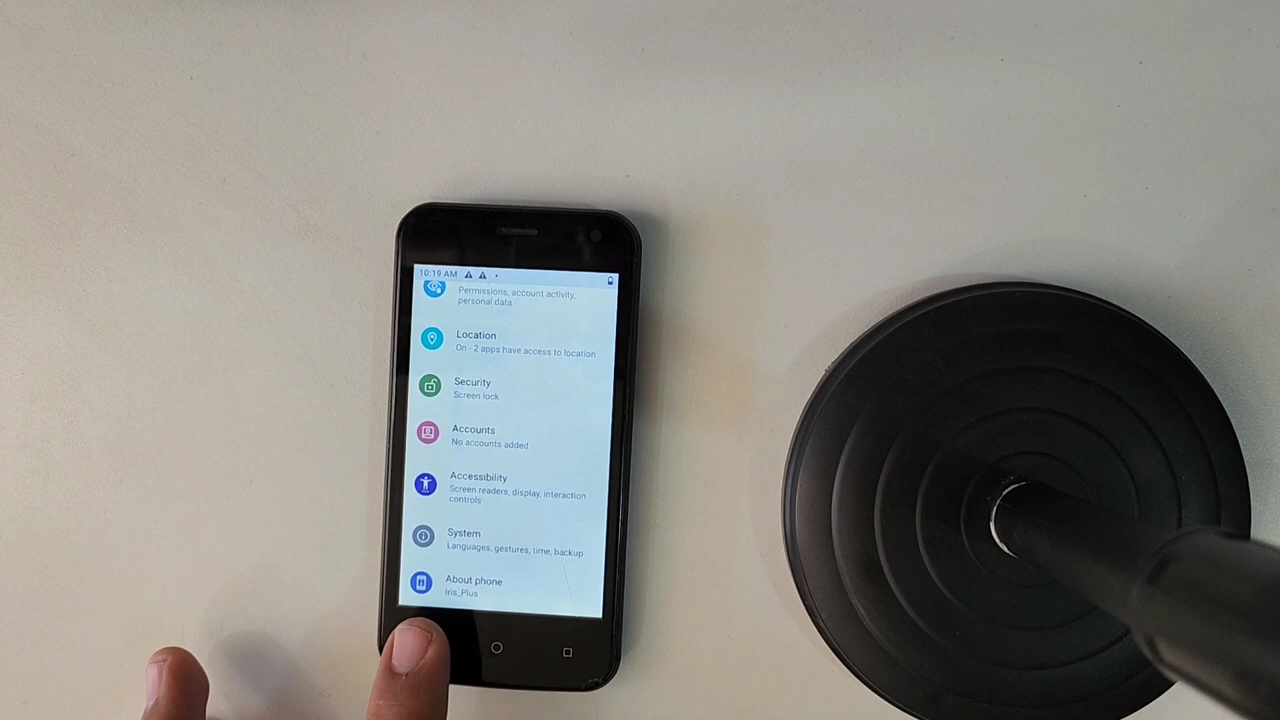 10:19 AM
Permissions, account activity,
personal data
Location
On - 2 apps have access to location
Security
Screen lock
Accounts
No accounts added
Accessibility
Screen readers, display, interaction
controls
System
Languages, gestures, time, backup
About phone
Iris_Plus